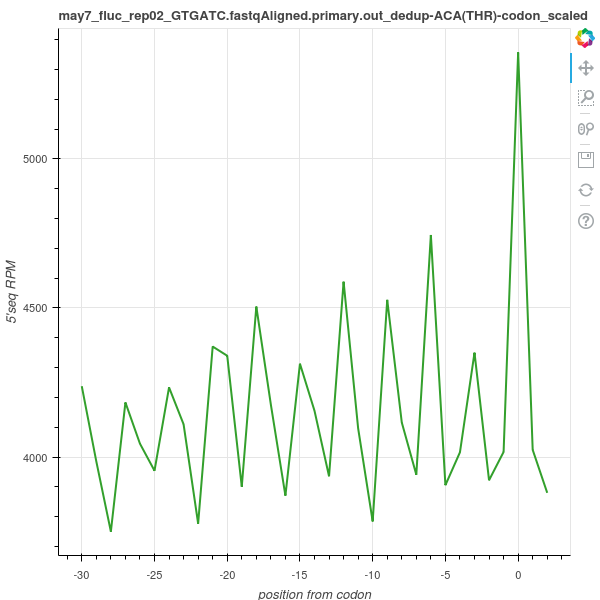 may7_fluc_rep02_GTGATC.fastqAligned.primary.out_dedup-ACA(THR)-codon_scaled
5000
4500
4000
5'seq RPM
-30 -25 -20 -15 -10 -5 0
position from codon